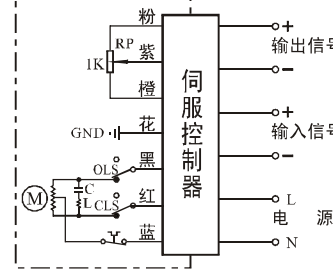 粉
RP
紫
1K
橙
花
GND
黑
OLS
C
红
L
CLS
M
蓝
伺服控制器
+
输出信号
−
+
输入信号
−
L
电 源
N